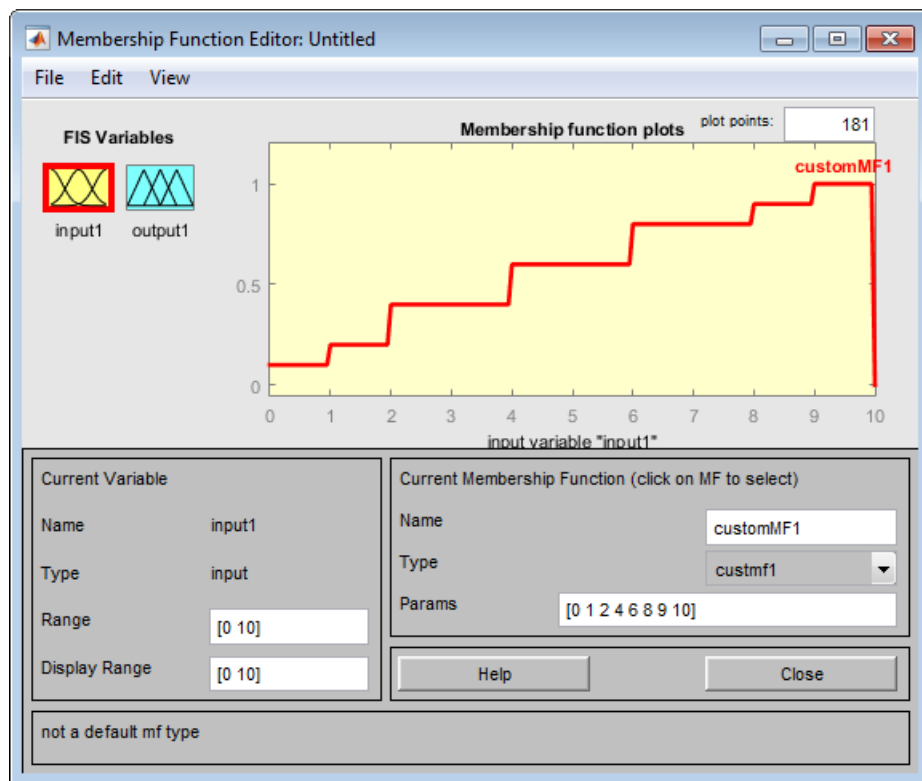 Membership Function Editor: Untitled
File Edit View
FIS Variables
Membership function plots
plot points:
181
input1 output1
customMF1
1
0.5
0
0 1 2 3 4 5 6 7 8 9 10
input variable "input1"
Current Variable
Name input1
Type input
Range [0 10]
Display Range [0 10]
Current Membership Function (click on MF to select)
Name customMF1
Type custmf1
Params [0 1 2 4 6 8 9 10]
Help Close
not a default mf type